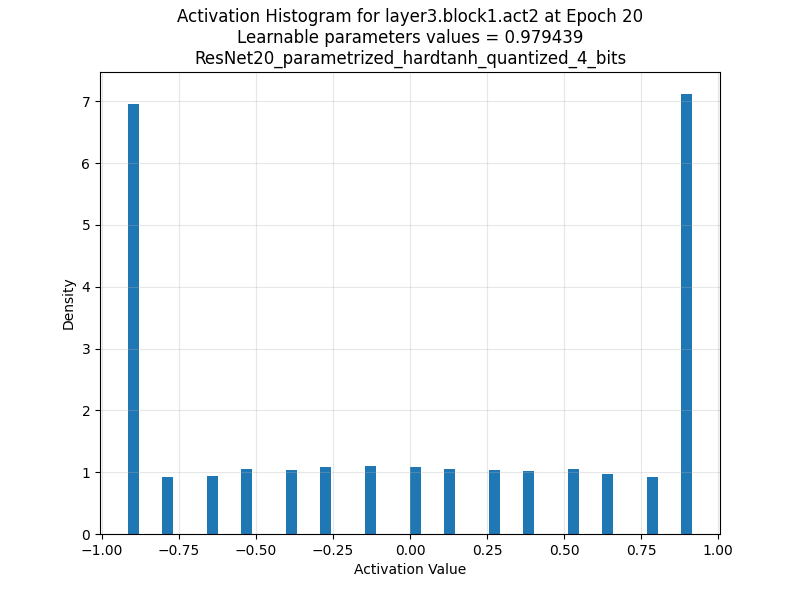 Activation Histogram for layer3.block1.act2 at Epoch 20
Learnable parameters values = 0.979439
ResNet20_parametrized_hardtanh_quantized_4_bits
7
6
5
4
3
2
1
0
Density
−1.00 −0.75 −0.50 −0.25 0.00 0.25 0.50 0.75 1.00
Activation Value